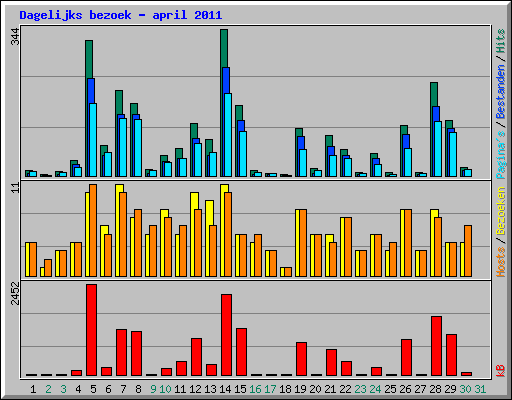 Dagelijks bezoek - april 2011
344
11
2452
Hits / Bestanden / Pagina's
Hosts / Bezoeken
kB
1 2 3 4 5 6 7 8 9 10 11 12 13 14 15 16 17 18 19 20 21 22 23 24 25 26 27 28 29 30 31